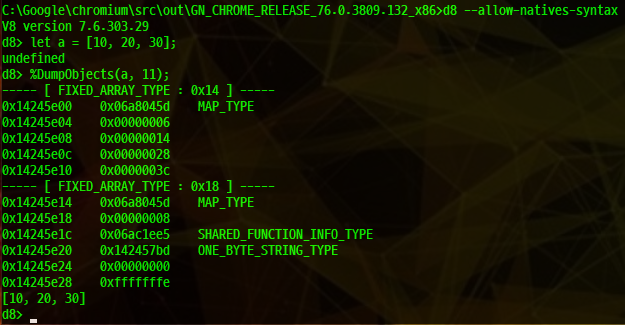 C:\Google\chromium\src\out\GN_CHROME_RELEASE_76.0.3809.132_x86>d8 --allow-natives-syntax
V8 version 7.6.303.29
d8> let a = [10, 20, 30];
undefined
d8> %DumpObjects(a, 11);
----- [ FIXED_ARRAY_TYPE : 0x14 ] -----
0x14245e00    0x06a8045d    MAP_TYPE
0x14245e04    0x00000006
0x14245e08    0x00000014
0x14245e0c    0x00000028
0x14245e10    0x0000003c
----- [ FIXED_ARRAY_TYPE : 0x18 ] -----
0x14245e14    0x06a8045d    MAP_TYPE
0x14245e18    0x00000008
0x14245e1c    0x06ac1ee5    SHARED_FUNCTION_INFO_TYPE
0x14245e20    0x142457bd    ONE_BYTE_STRING_TYPE
0x14245e24    0x00000000
0x14245e28    0xfffffffe
[10, 20, 30]
d8>